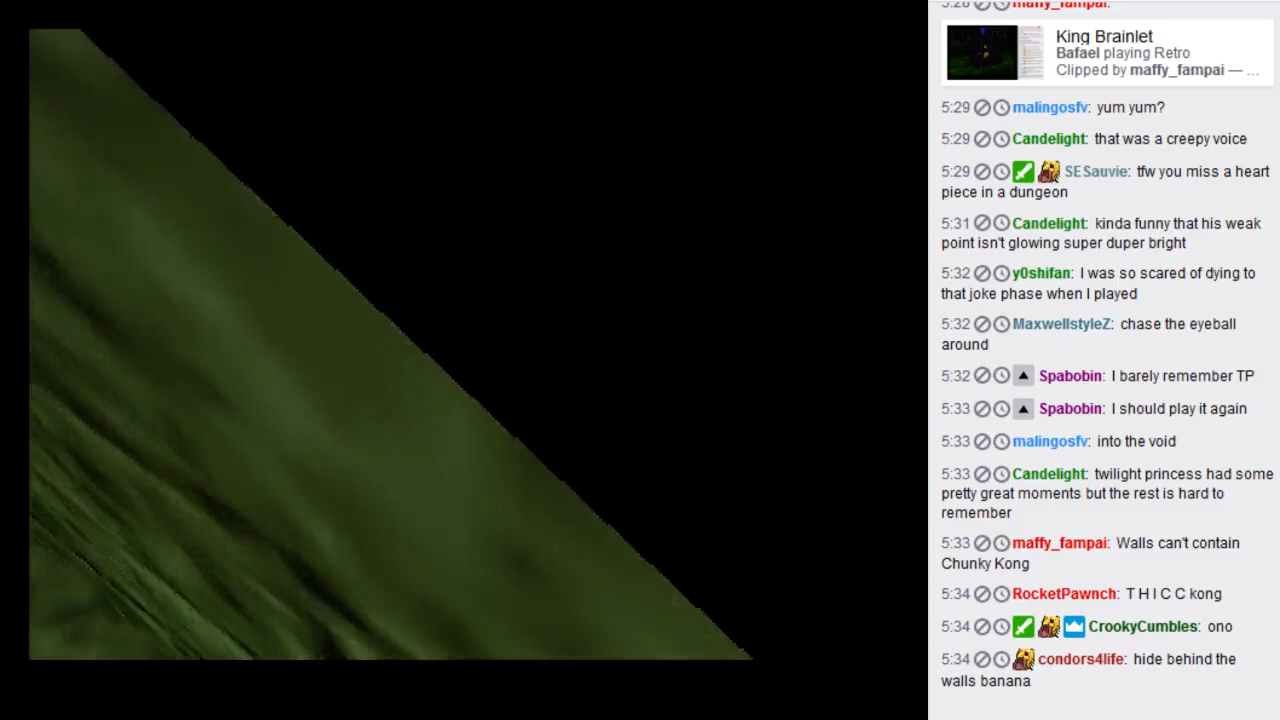 5:28 maffy_fampai:
King Brainlet
Bafael playing Retro
Clipped by maffy_fampai — ...
5:29 malingosfv: yum yum?
5:29 Candelight: that was a creepy voice
5:29 SESauvie: tfw you miss a heart
piece in a dungeon
5:31 Candelight: kinda funny that his weak
point isn't glowing super duper bright
5:32 y0shifan: I was so scared of dying to
that joke phase when I played
5:32 MaxwellstyleZ: chase the eyeball
around
5:32 Spabobin: I barely remember TP
5:33 Spabobin: I should play it again
5:33 malingosfv: into the void
5:33 Candelight: twilight princess had some
pretty great moments but the rest is hard to
remember
5:33 maffy_fampai: Walls can't contain
Chunky Kong
5:34 RocketPawnch: T H I C C kong
5:34 CrookyCumbles: ono
5:34 condors4life: hide behind the
walls banana